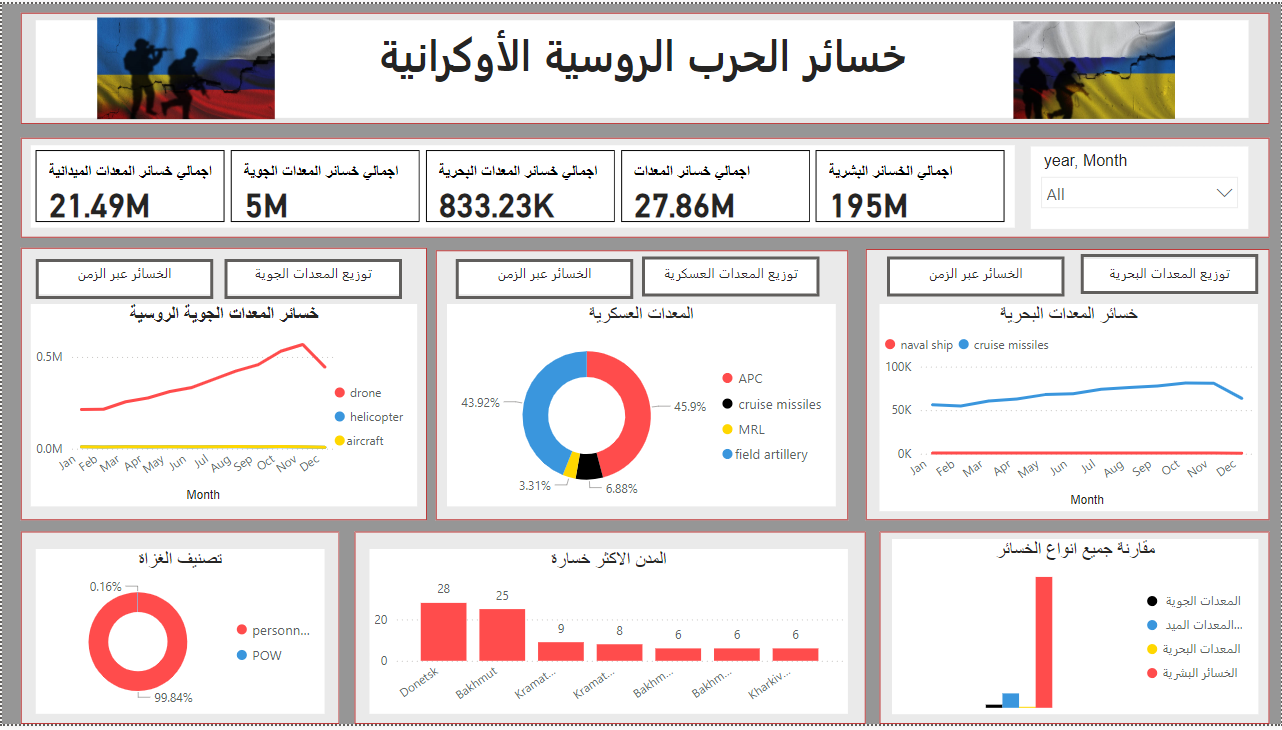 خسائر الحرب الروسية الأوكرانية
اجمالي خسائر المعدات الميدانية
21.49M
اجمالي خسائر المعدات الجوية
5M
اجمالي خسائر المعدات البحرية
833.23K
اجمالي خسائر المعدات
27.86M
اجمالي الخسائر البشرية
195M
year, Month
All
الخسائر عبر الزمن
توزيع المعدات الجوية
خسائر المعدات الجوية الروسية
0.5M
0.0M
Jan Feb Mar Apr May Jun Jul Aug Sep Oct Nov Dec
Month
drone
helicopter
aircraft
الخسائر عبر الزمن
توزيع المعدات العسكرية
المعدات العسكرية
43.92%
45.9%
3.31%
6.88%
APC
cruise missiles
MRL
field artillery
الخسائر عبر الزمن
توزيع المعدات البحرية
خسائر المعدات البحرية
naval ship cruise missiles
100K
50K
0K
Jan Feb Mar Apr May Jun Jul Aug Sep Oct Nov Dec
Month
تصنيف الغزاة
0.16%
99.84%
personn...
POW
المدن الاكثر خسارة
28 25 9 8 6 6 6
20
0
Donetsk Bakhmut Kramat... Kramat... Bakhm... Bakhm... Kharkiv...
مقارنة جميع انواع الخسائر
المعدات الجوية
المعدات الميد...
المعدات البحرية
الخسائر البشرية